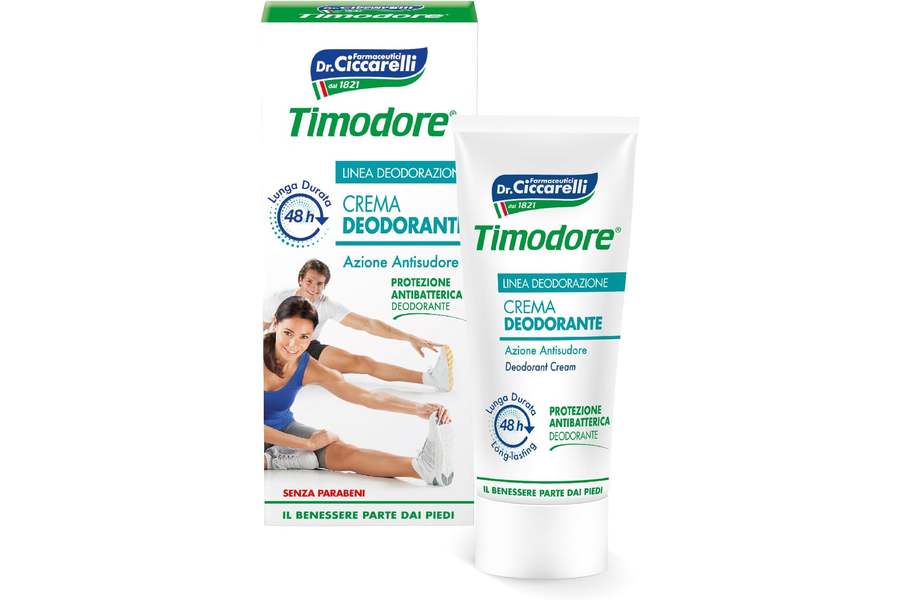 Timodore
Farmaceutici
Dr.Ciccarelli
dal 1821
Timodore®
LINEA DEODORAZION
Lunga Durata
48 h
CREMA
DEODORANTE
Azione Antisudore
PROTEZIONE
ANTIBATTERICA
DEODORANTE
SENZA PARABENI
IL BENESSERE PARTE DAI PIEDI
Farmaceutici
Dr.Ciccarelli
dal 1821
Timodore®
LINEA DEODORAZIONE
CREMA
DEODORANTE
Azione Antisudore
Deodorant Cream
Lunga Durata
48 h
Long-lasting
PROTEZIONE
ANTIBATTERICA
DEODORANTE
IL BENESSERE PARTE DAI PIEDI